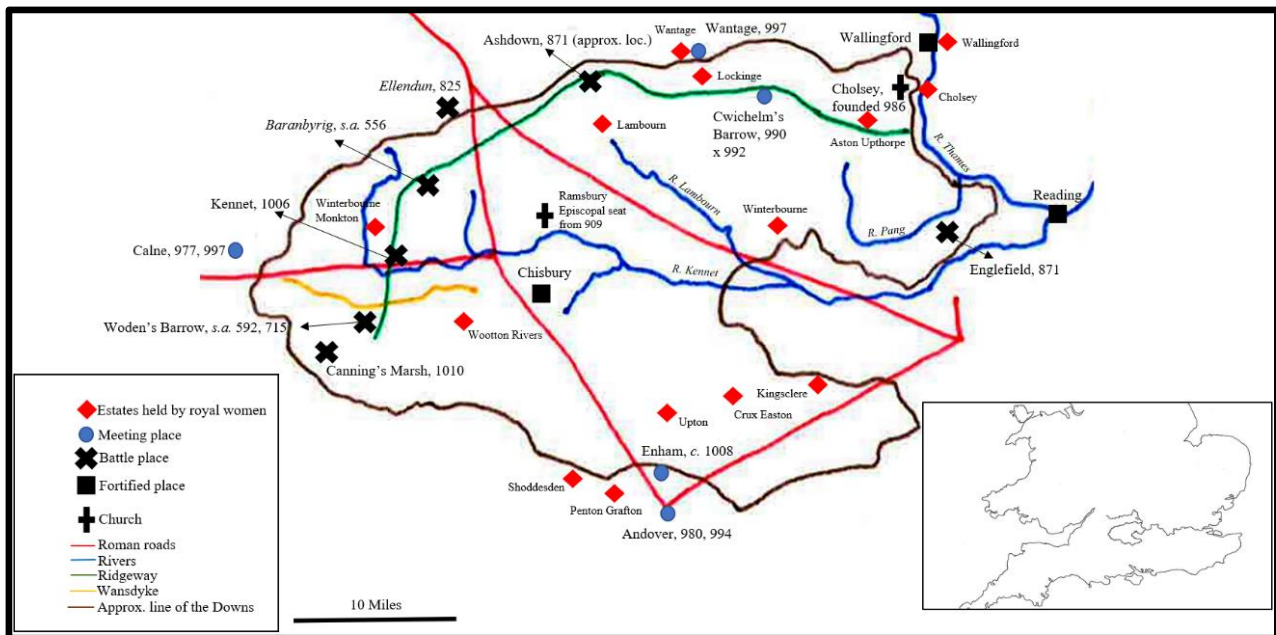 Wantage
Wantage, 997
Ashdown, 871 (approx. loc.)
Wallingford
Wallingford
Lockinge
Ellendun, 825
Cholsey,
founded 986
Cholsey
Baranbyrig, s.a. 556
Lambourn
Cwichelm’s
Barrow, 990
x 992
Aston Upthorpe
R. Thames
Kennet, 1006
Winterbourne
Monkton
Ramsbury
Episcopal seat
from 909
R. Lambourn
Winterbourne
Reading
Calne, 977, 997
R. Pang
R. Kennet
Englefield, 871
Chisbury
Woden’s Barrow, s.a. 592, 715
Wootton Rivers
Canning’s Marsh, 1010
Kingsclere
Crux Easton
Upton
Enham, c. 1008
Shoddesden
Penton Grafton
Andover, 980, 994
Estates held by royal women
Meeting place
Battle place
Fortified place
Church
Roman roads
Rivers
Ridgeway
Wansdyke
Approx. line of the Downs
10 Miles